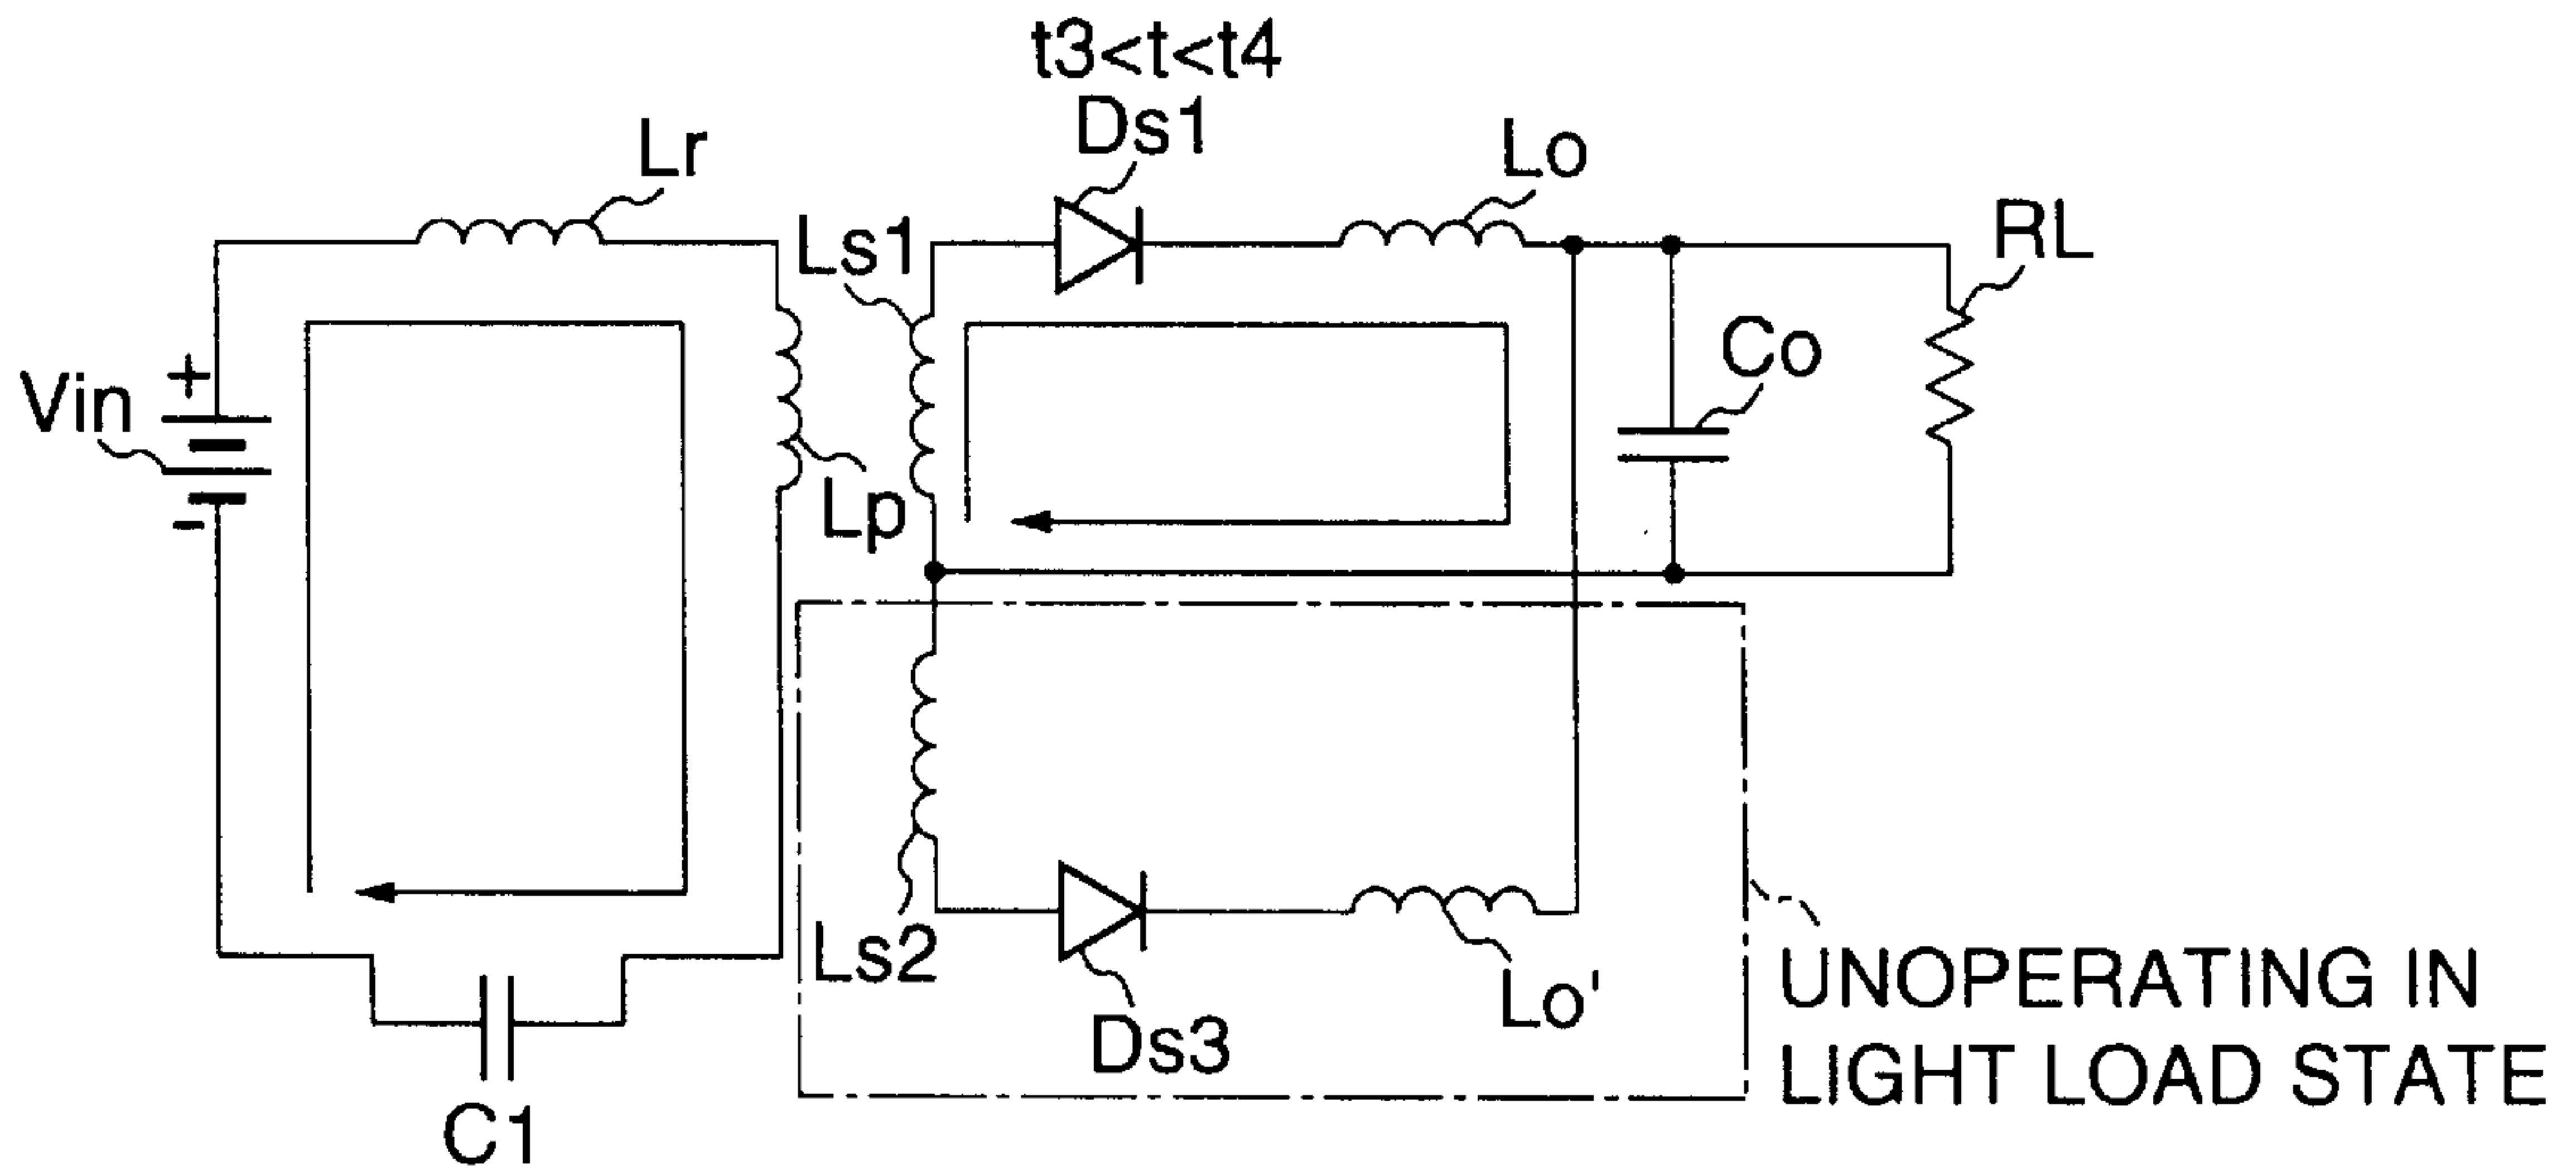 t3<t<t4
Ds1
Lr
Lo
Ls1
RL
+
Vin
-
Co
Lp
Ls2
Ds3
Lo'
C1
UNOPERATING IN
LIGHT LOAD STATE